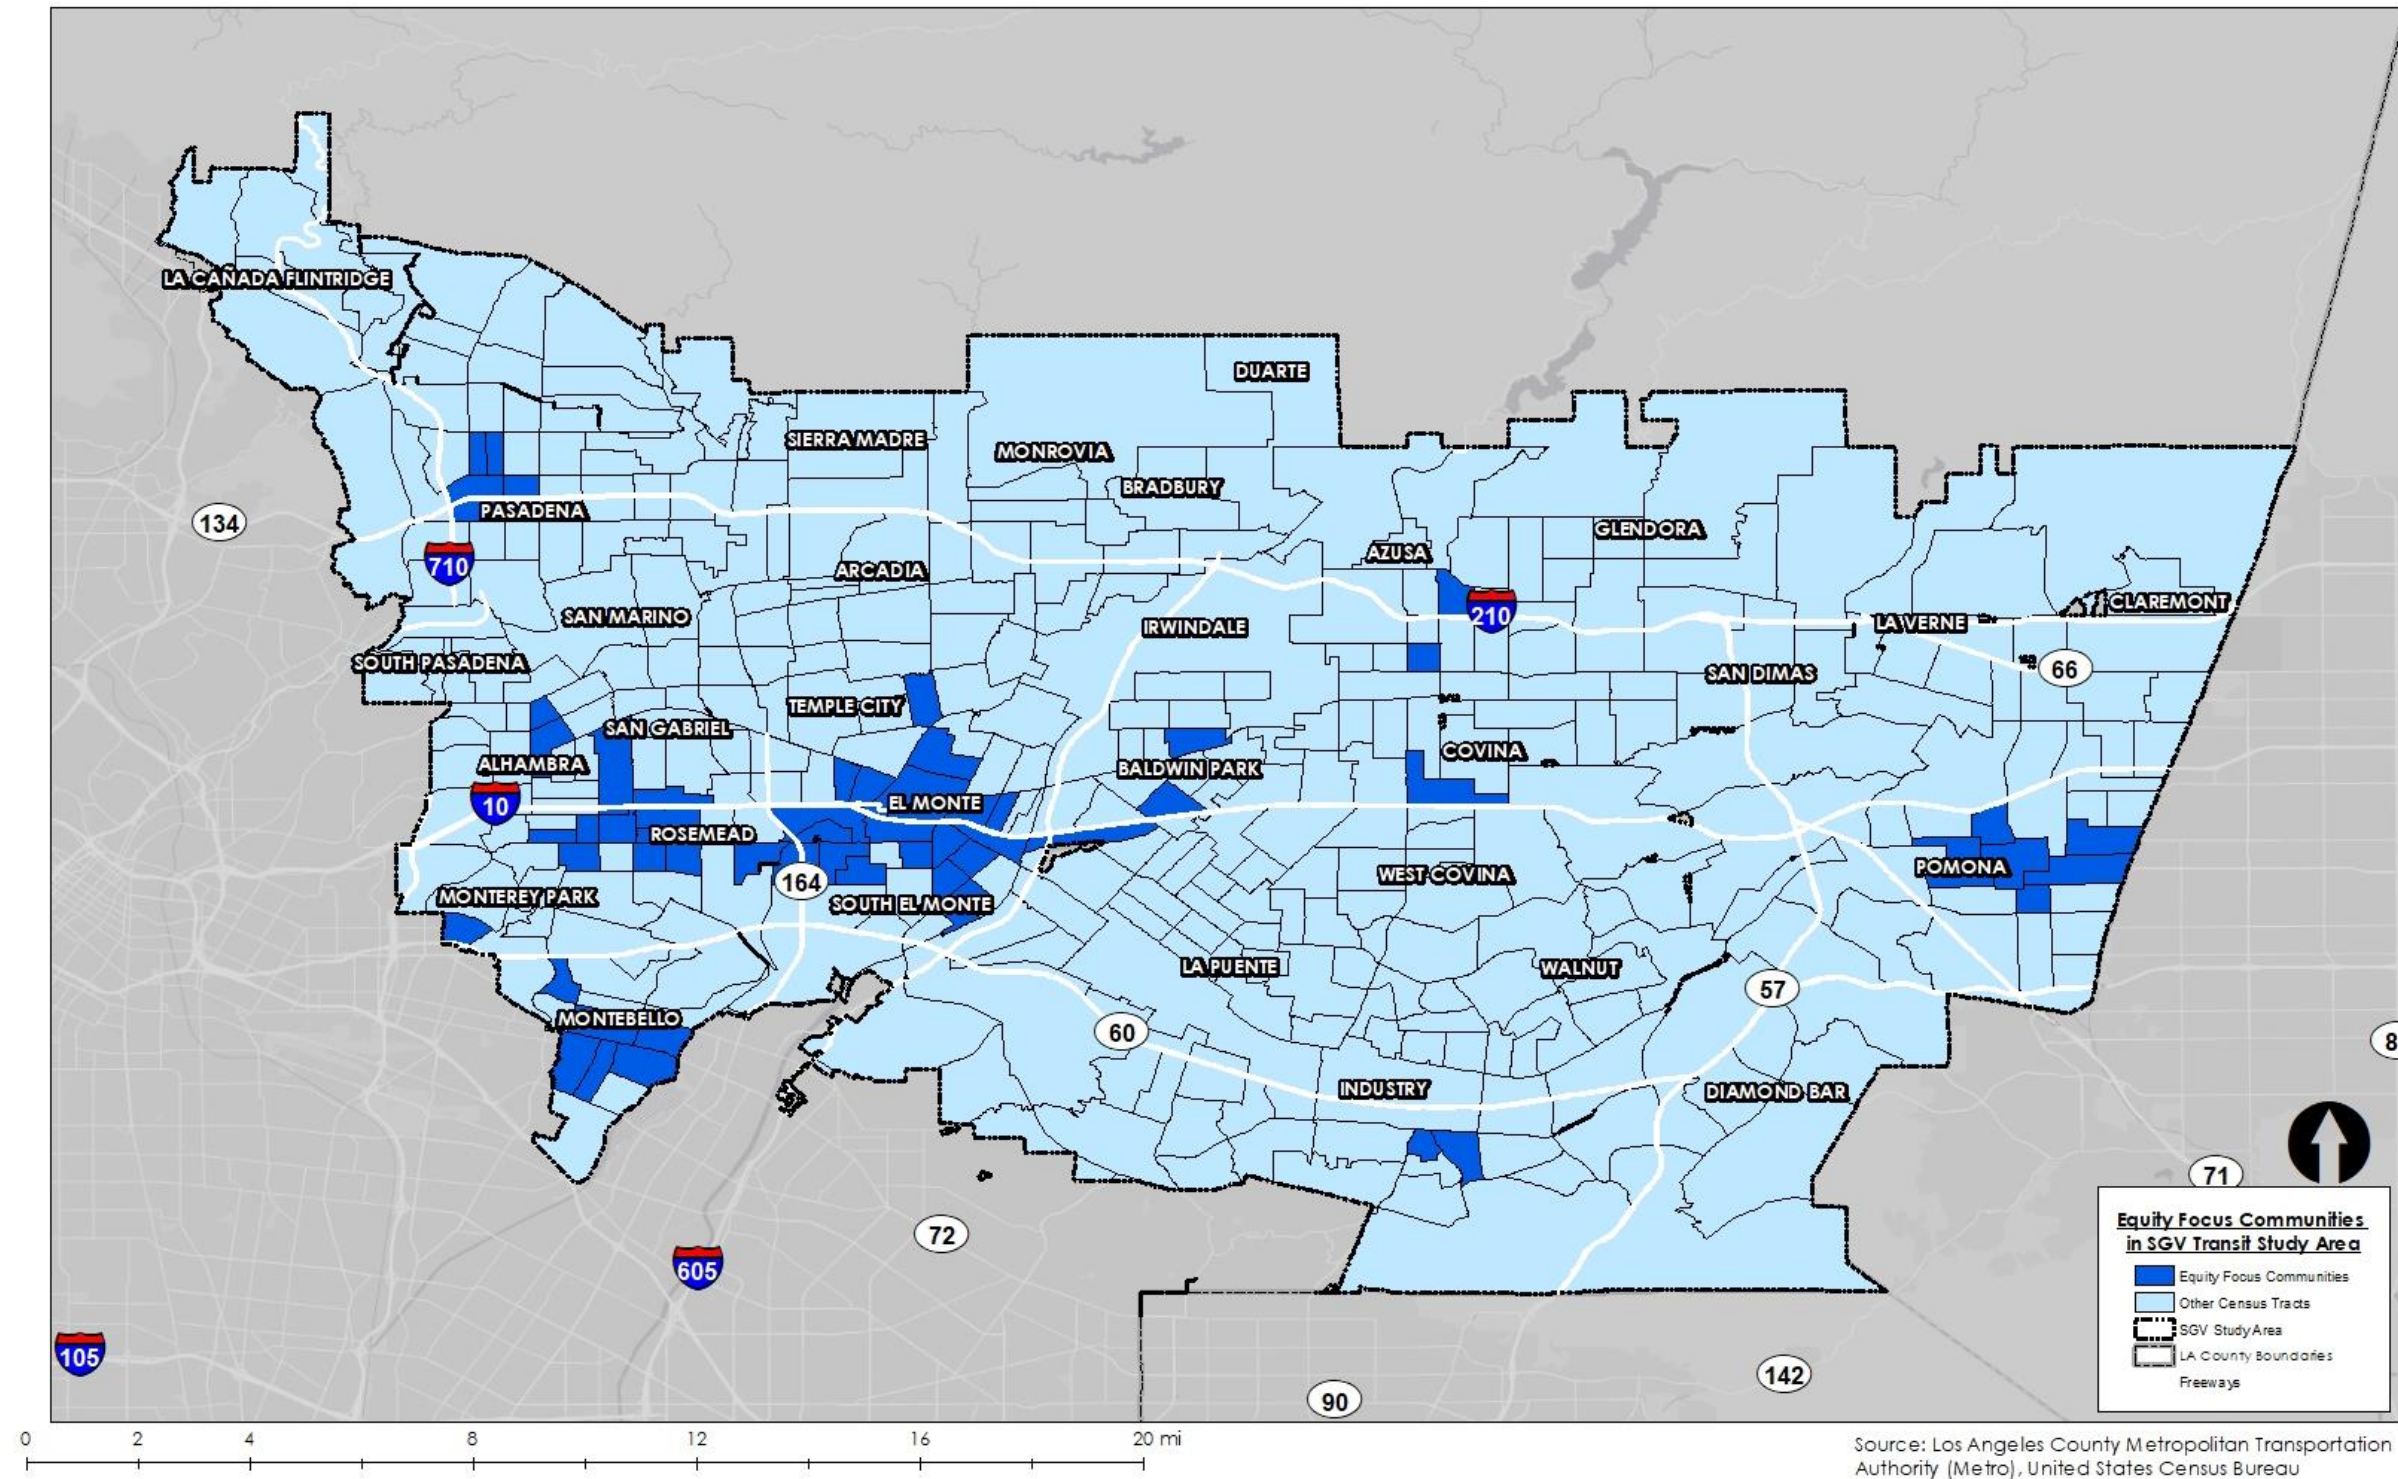 LA CAÑADA FLINTRIDGE
DUARTE
SIERRA MADRE
MONROVIA
BRADBURY
134
PASADENA
GLENDORA
710
ARCADIA
AZUSA
SAN MARINO
IRWINDALE
210
LA VERNE
CLAREMONT
SOUTH PASADENA
66
SAN DIMAS
TEMPLE CITY
SAN GABRIEL
ALHAMBRA
BALDWIN PARK
COVINA
10
EL MONTE
ROSEMEAD
164
WEST COVINA
POMONA
MONTEREY PARK
SOUTH EL MONTE
LA PUENTE
WALNUT
57
MONTEBELLO
60
8
INDUSTRY
DIAMOND BAR
71
72
605
105
90
142
Equity Focus Communities
in SGV Transit Study Area
Equity Focus Communities
Other Census Tracts
SGV Study Area
LA County Boundaries
Freeways
0 2 4 8 12 16 20 mi
Source: Los Angeles County Metropolitan Transportation
Authority (Metro), United States Census Bureau